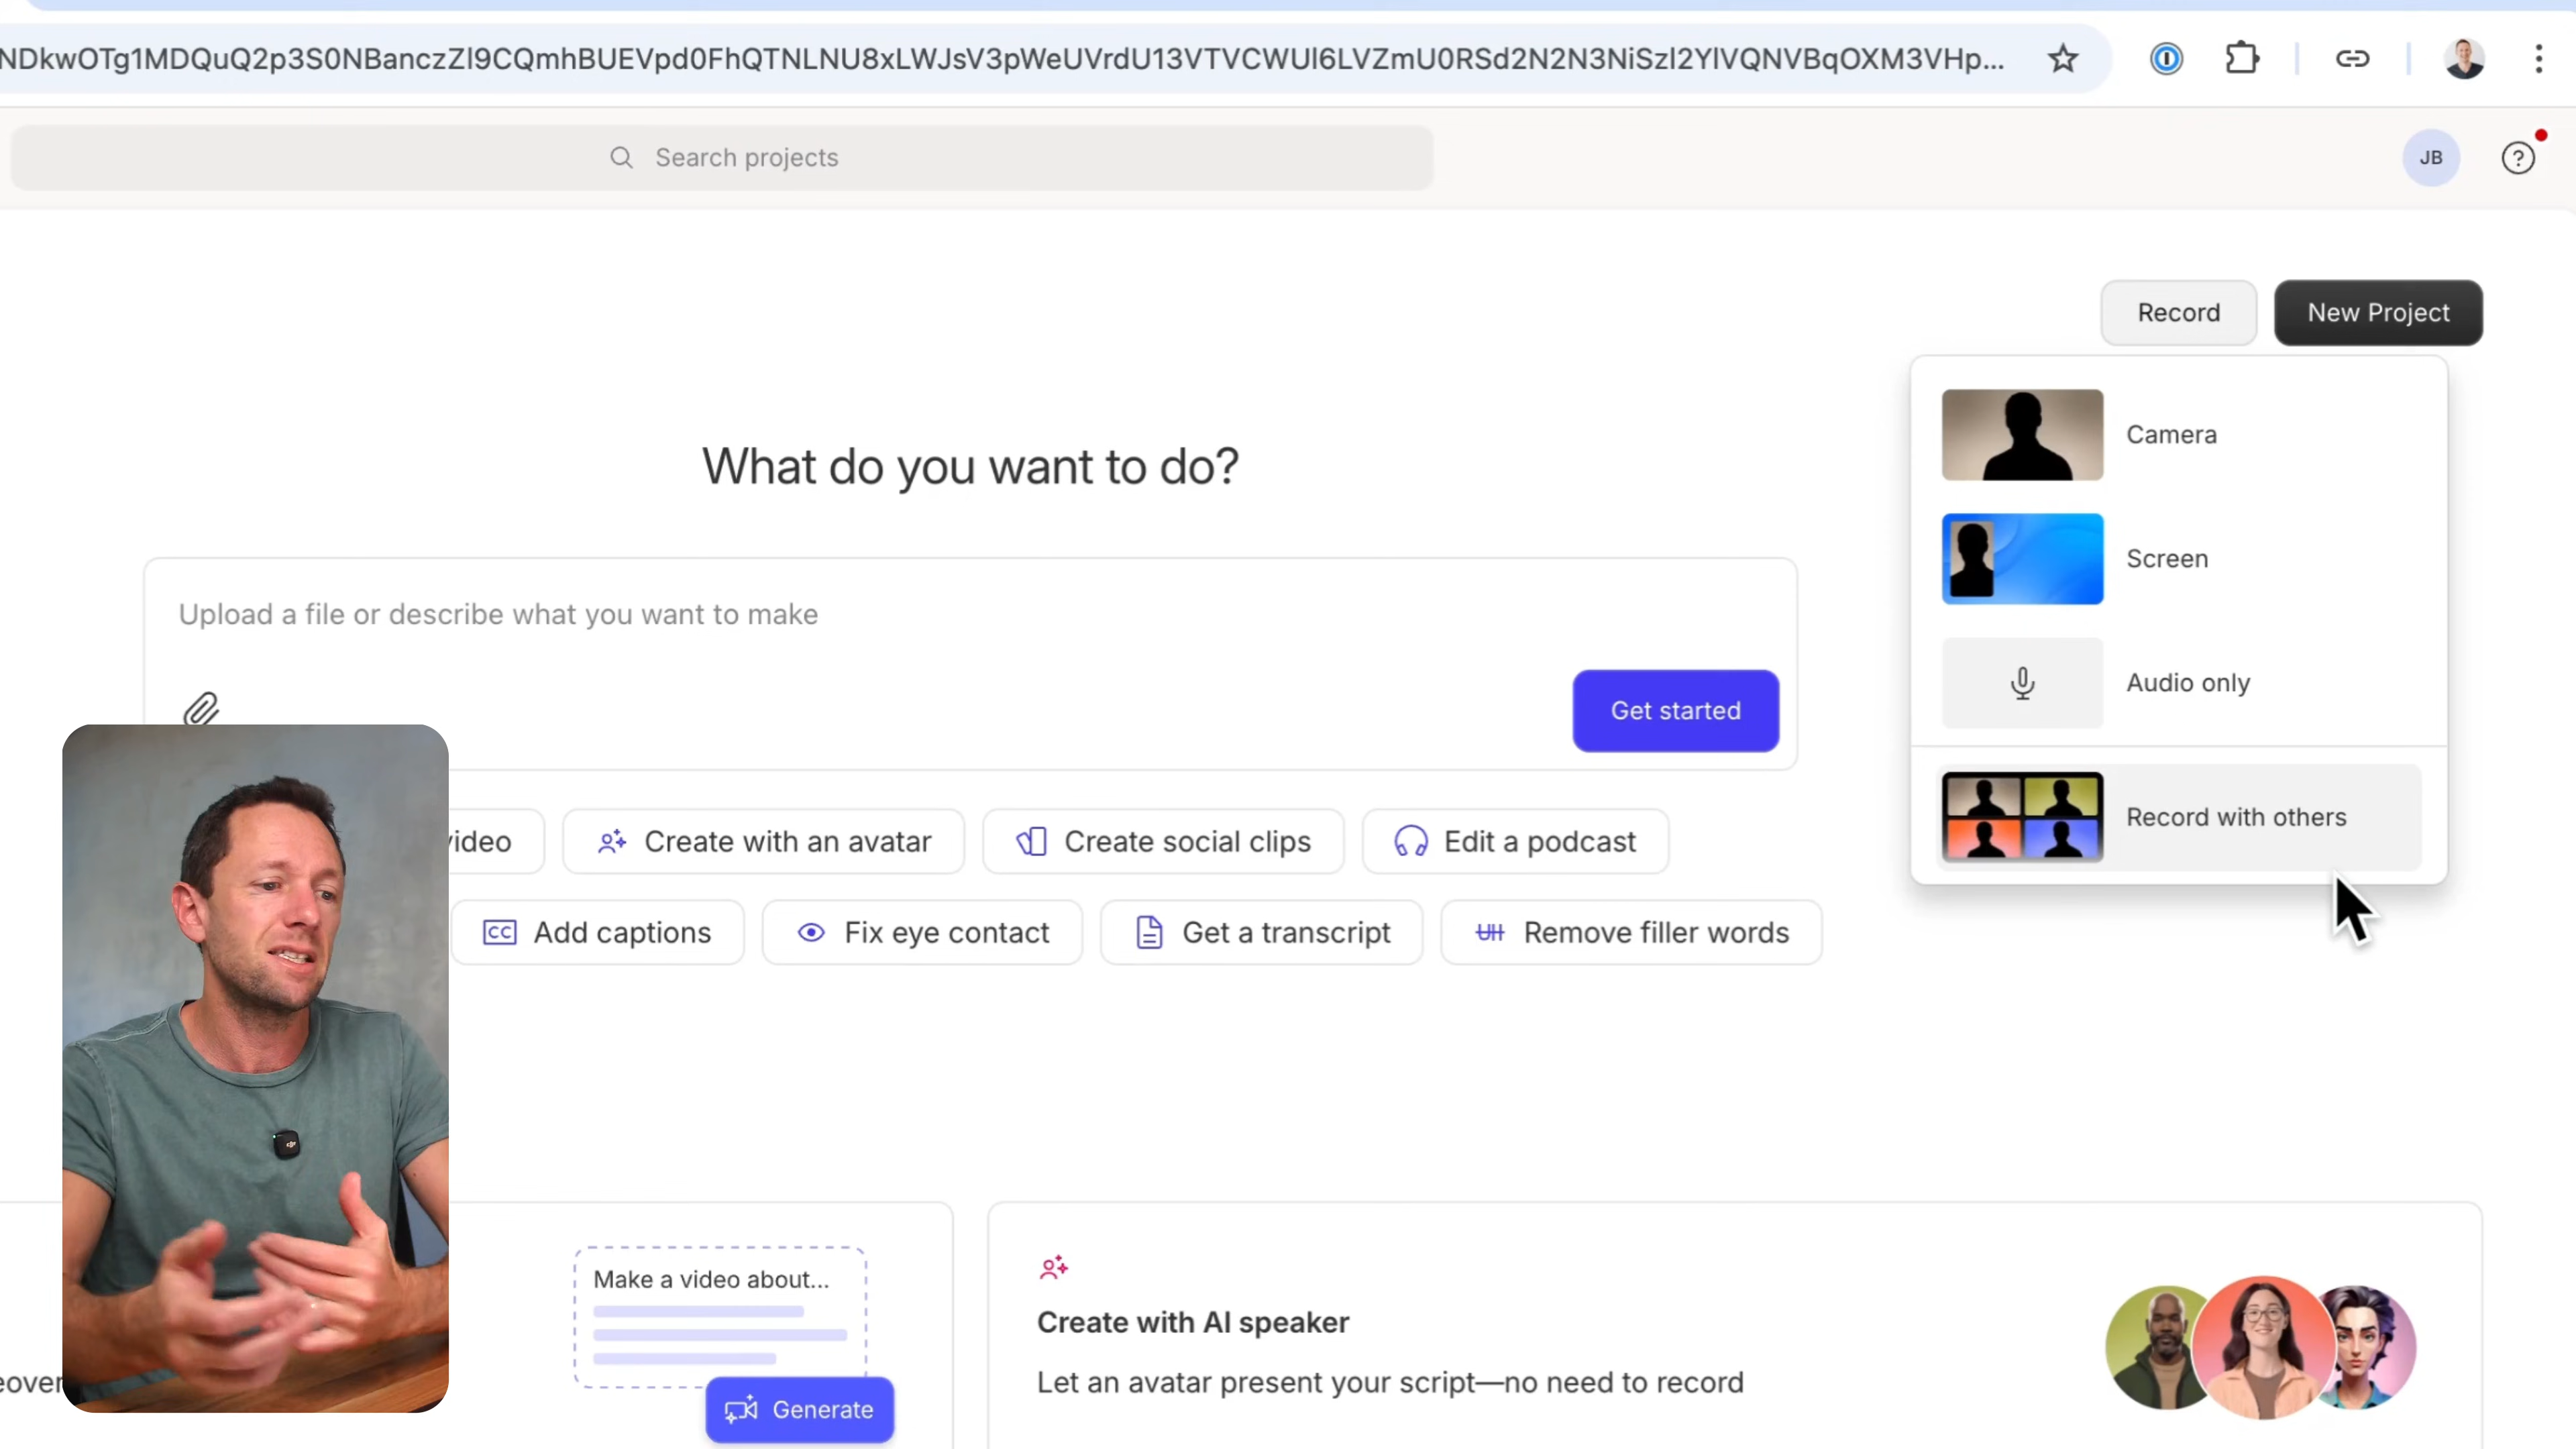 Search projects
JB
Record
New Project
What do you want to do?
Camera
Upload a file or describe what you want to make
Screen
Get started
Audio only
video
Create with an avatar
Create social clips
Edit a podcast
Record with others
CC
Add captions
Fix eye contact
Get a transcript
UH
Remove filler words
Make a video about...
Generate
Create with AI speaker
Let an avatar present your script—no need to record